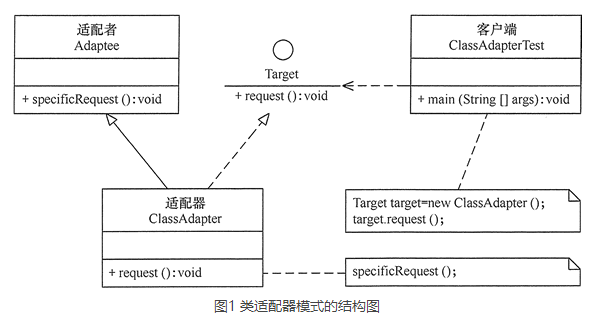 适配者
Adaptee
+ specificRequest ():void
Target
+ request ():void
客户端
ClassAdapterTest
+ main (String [] args):void
适配器
ClassAdapter
+ request ():void
Target target=new ClassAdapter ();
target.request ();
specificRequest ();
图1 类适配器模式的结构图